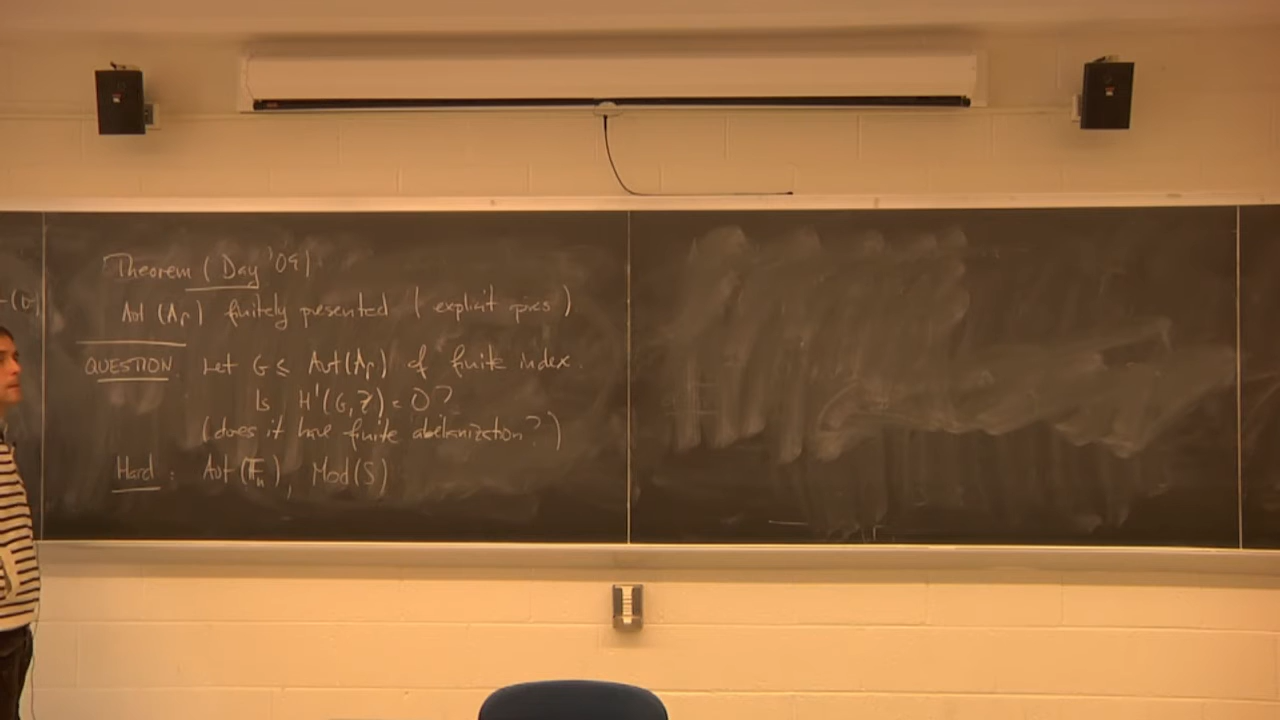 Theorem (Day '09)
Aut (A_Γ) finitely presented (explicit pres)
QUESTION Let G ≤ Aut(A_Γ) of finite index.
Is H¹(G, Z) = 0?
(does it have finite abelianization?)
Hard : Aut (F_n), Mod(S)